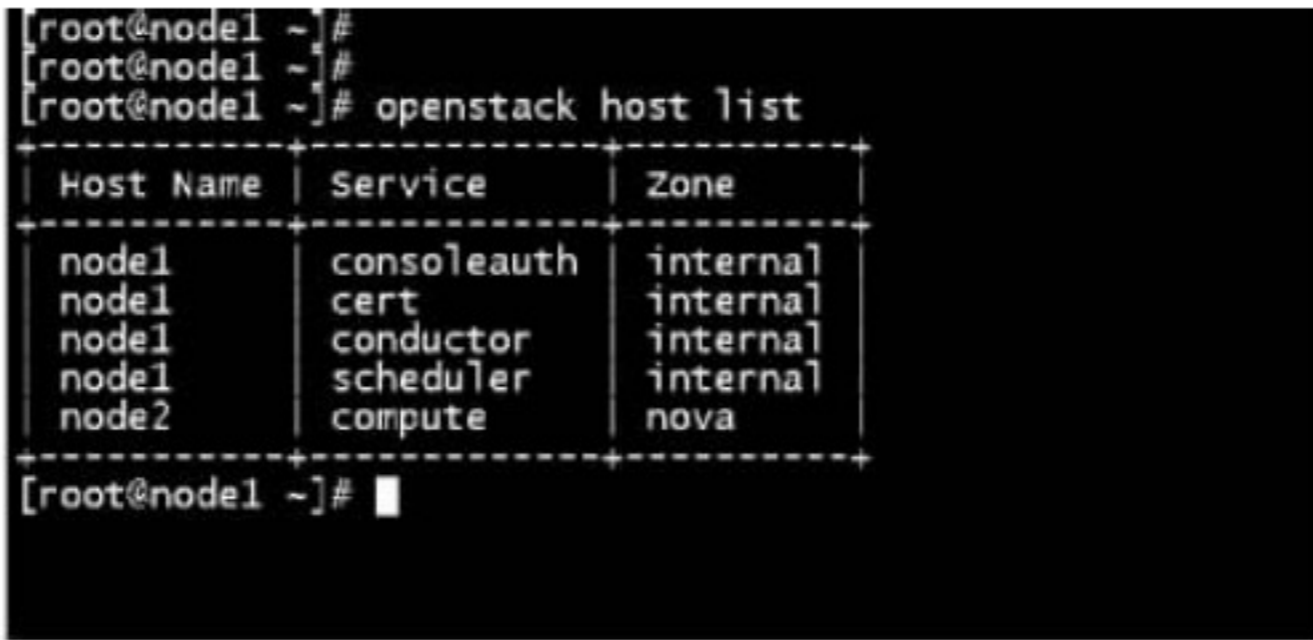 [root@node1 ~]#
[root@node1 ~]#
[root@node1 ~]# openstack host list
+------------+-------------+----------+
| Host Name | Service | Zone |
+------------+-------------+----------+
| node1 | consoleauth | internal |
| node1 | cert | internal |
| node1 | conductor | internal |
| node1 | scheduler | internal |
| node2 | compute | nova |
+------------+-------------+----------+
[root@node1 ~]#